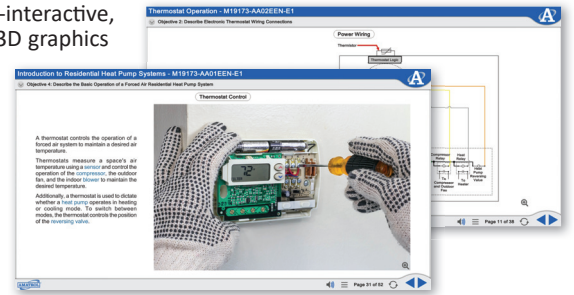 -interactive,
3D graphics
Thermostat Operation - M19173-AA02EEN-E1
Objective 2: Describe Electronic Thermostat Wiring Connections
Power Wiring
Thermistor
Thermostat Logic
Compressor
Relay
Heat
Relay
To
Compressor
and Outdoor
Fan
To
Heater
Heat
Pump
Reversing
Valve
Page 11 of 38
Introduction to Residential Heat Pump Systems - M19173-AA01EEN-E1
Objective 4: Describe the Basic Operation of a Forced Air Residential Heat Pump System
Thermostat Control
A thermostat controls the operation of a
forced air system to maintain a desired air
temperature.
Thermostats measure a space's air
temperature using a sensor and control the
operation of the compressor, the outdoor
fan, and the indoor blower to maintain the
desired temperature.
Additionally, a thermostat is used to dictate
whether a heat pump operates in heating
or cooling mode. To switch between
modes, the thermostat controls the position
of the reversing valve.
72
AMATROL
Page 31 of 52